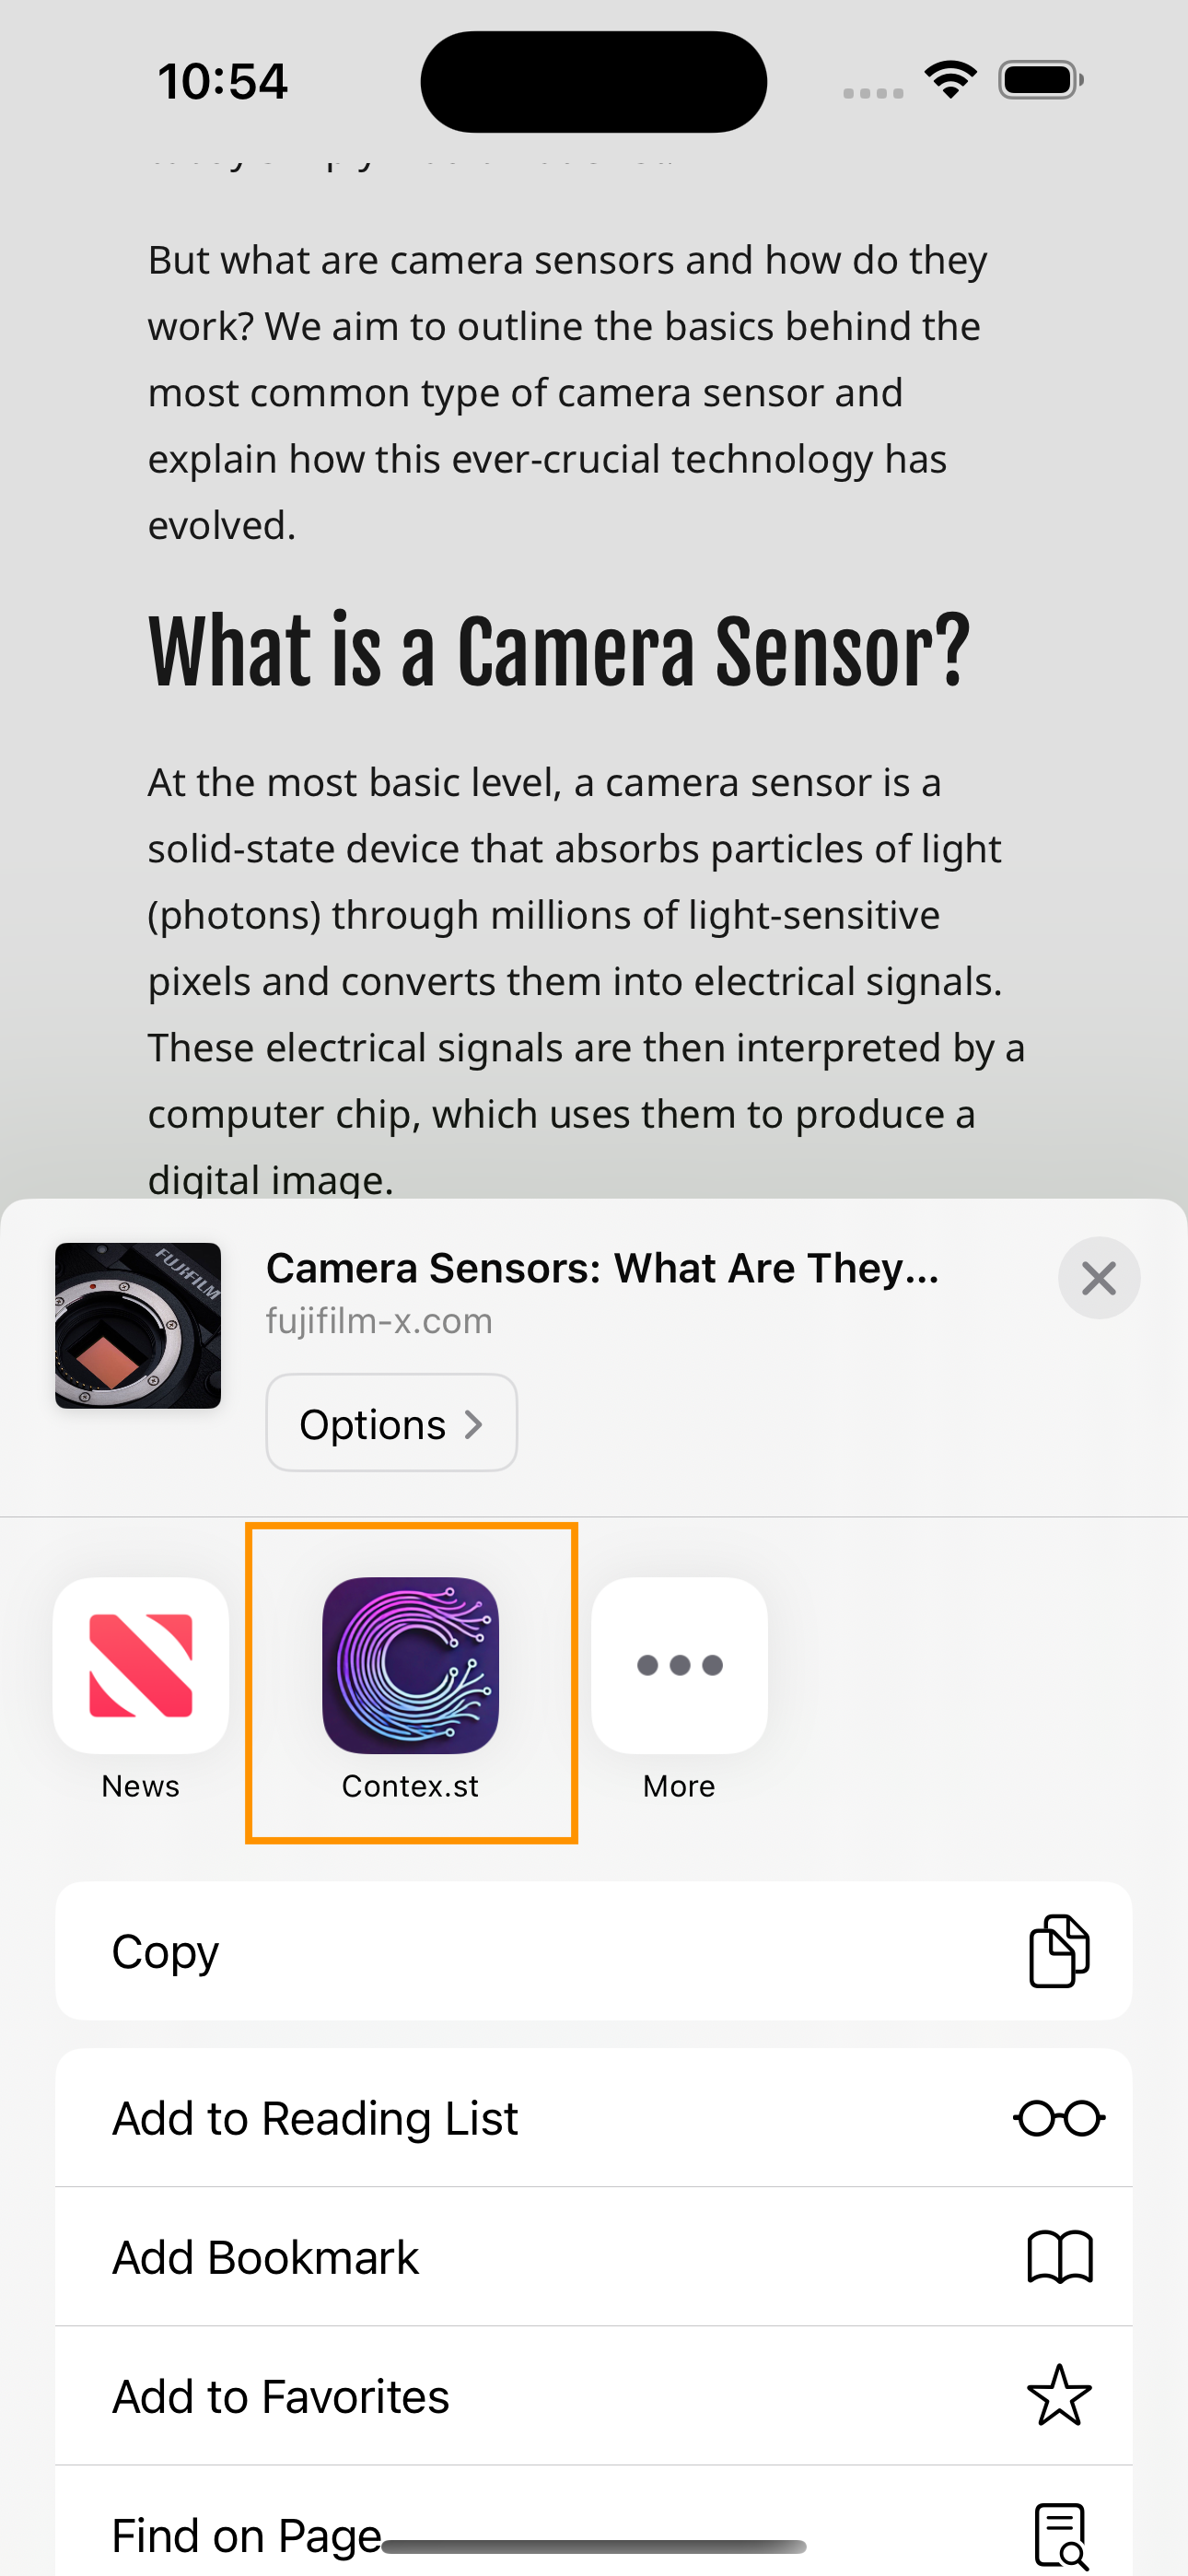 10:54
But what are camera sensors and how do they
work? We aim to outline the basics behind the
most common type of camera sensor and
explain how this ever-crucial technology has
evolved.
What is a Camera Sensor?
At the most basic level, a camera sensor is a
solid-state device that absorbs particles of light
(photons) through millions of light-sensitive
pixels and converts them into electrical signals.
These electrical signals are then interpreted by a
computer chip, which uses them to produce a
digital image.
FUJIFILM
Camera Sensors: What Are They...
fujifilm-x.com
Options
News
Contex.st
More
Copy
Add to Reading List
Add Bookmark
Add to Favorites
Find on Page